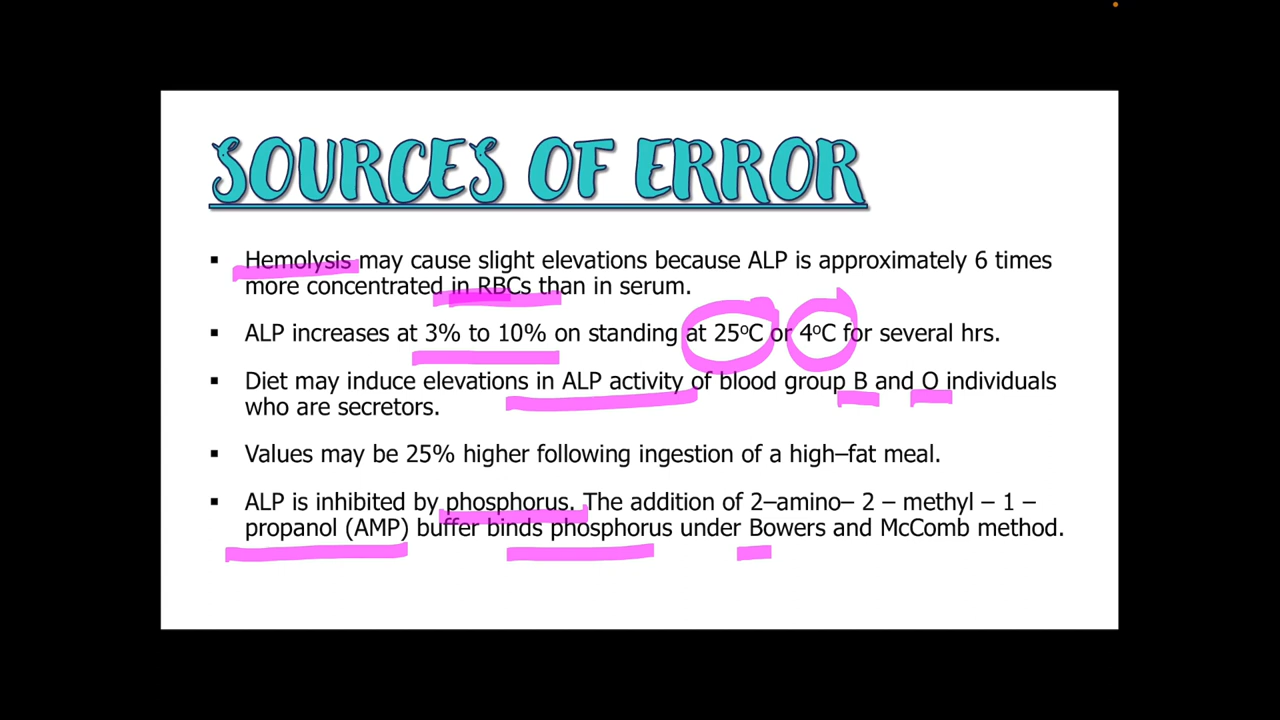 SOURCES OF ERROR
▪ Hemolysis may cause slight elevations because ALP is approximately 6 times
more concentrated in RBCs than in serum.
▪ ALP increases at 3% to 10% on standing at 25ºC or 4ºC for several hrs.
▪ Diet may induce elevations in ALP activity of blood group B and O individuals
who are secretors.
▪ Values may be 25% higher following ingestion of a high–fat meal.
▪ ALP is inhibited by phosphorus. The addition of 2–amino– 2 – methyl – 1 –
propanol (AMP) buffer binds phosphorus under Bowers and McComb method.